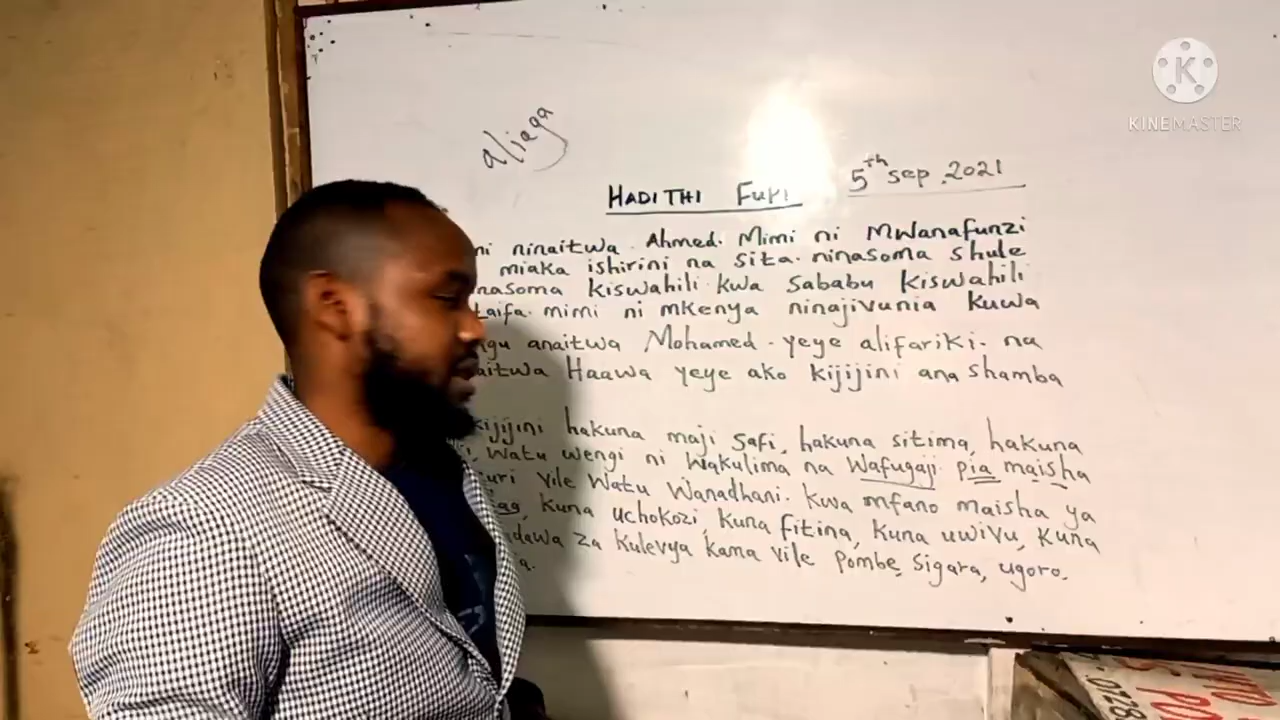 KINEMASTER
aliaga
HADITHI FUPI
5th Sep, 2021
ninaitwa. Ahmed. Mimi ni Mwanafunzi
miaka ishirini na sita. ninasoma shule
nasoma kiswahili kwa sababu kiswahili
taifa. mimi ni mkenya ninajivunia kuwa
ngu anaitwa Mohamed. yeye alifariki. na
aitwa Haawa yeye ako kijijini ana shamba
kijijini hakuna maji safi, hakuna sitima, hakuna
watu wengi ni wakulima na wafugaji pia maisha
uri vile watu wanadhani. kwa mfano maisha ya
kuna uchokozi, kuna fitina, kuna uwivu, kuna
dawa za kulevya kama vile pombe, sigara, ugoro.
a.